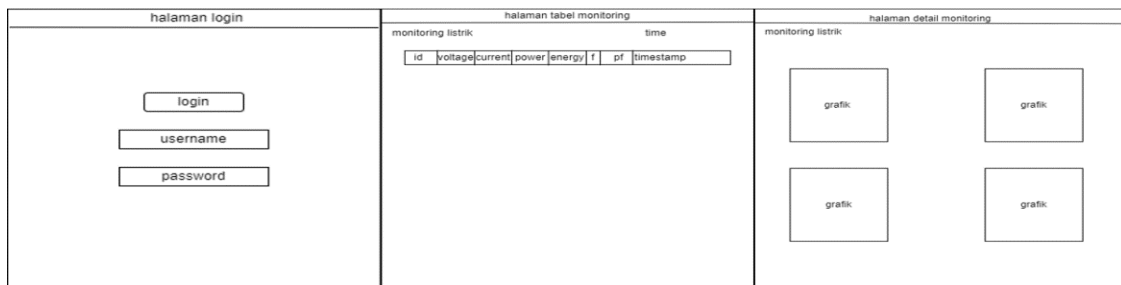 halaman login
login
username
password
halaman tabel monitoring
monitoring listrik time
id voltage current power energy f pf timestamp
halaman detail monitoring
monitoring listrik
grafik grafik
grafik grafik